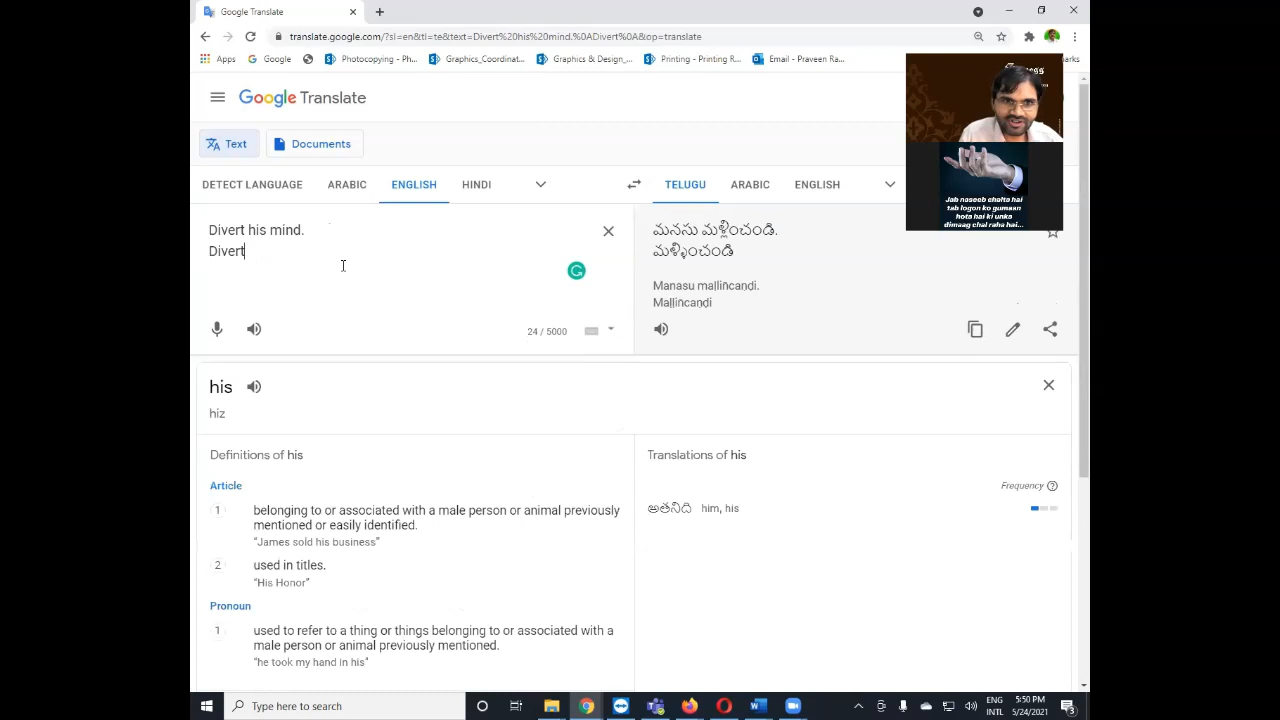 Google Translate
translate.google.com/?sl=en&tl=te&text=Divert%20his%20mind.%0ADivert%0A&op=translate
Apps Google Photocopying - Ph... Graphics_Coordinat... Graphics & Design_... Printing - Printing R... Email - Praveen Ra... marks
Google Translate
Text Documents
DETECT LANGUAGE ARABIC ENGLISH HINDI TELUGU ARABIC ENGLISH
Jab naseeb chalta hai
tab logon ko gumaan
hota hai ki unka
dimaag chal raha hai...
Divert his mind.
Divert
మనసు మళ్లించండి.
మళ్ళించండి
Manasu maḷliñcaṇḍi.
Maḷḷiñcaṇḍi
24 / 5000
his
hiz
Definitions of his
Translations of his
Article
Frequency
1 belonging to or associated with a male person or animal previously
mentioned or easily identified.
"James sold his business"
అతనిది him, his
2 used in titles.
"His Honor"
Pronoun
1 used to refer to a thing or things belonging to or associated with a
male person or animal previously mentioned.
"he took my hand in his"
Type here to search
ENG
INTL
5:50 PM
5/24/2021
3